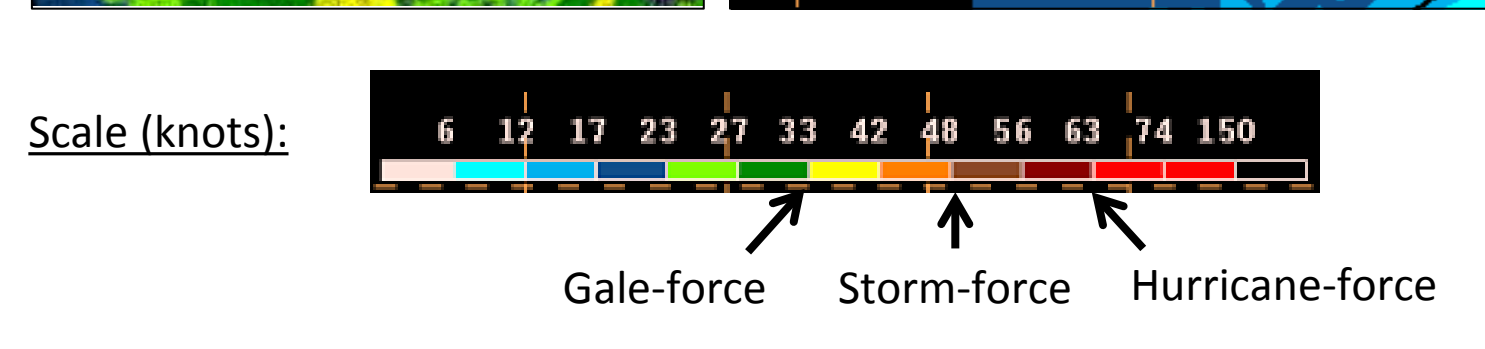 Scale (knots):
6 12 17 23 27 33 42 48 56 63 74 150
Gale-force Storm-force Hurricane-force